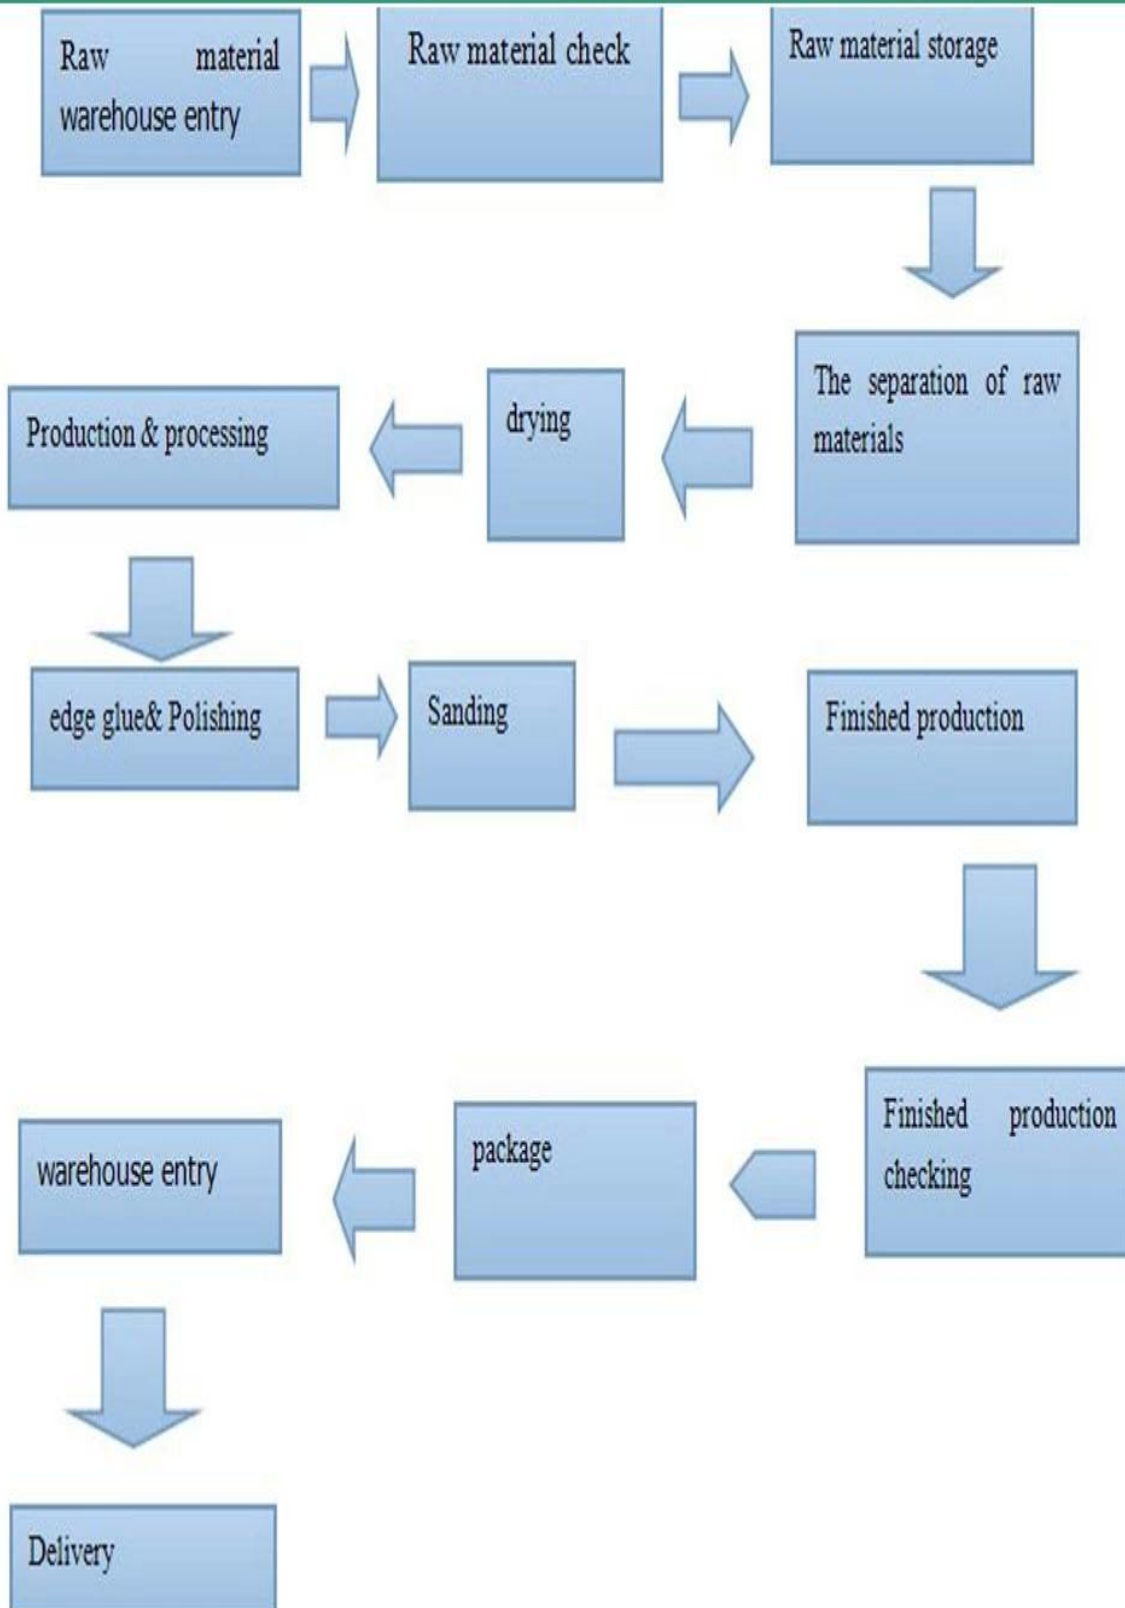 Raw material
warehouse entry
Raw material check
Raw material storage
The separation of raw
materials
drying
Production & processing
edge glue& Polishing
Sanding
Finished production
Finished production
checking
package
warehouse entry
Delivery